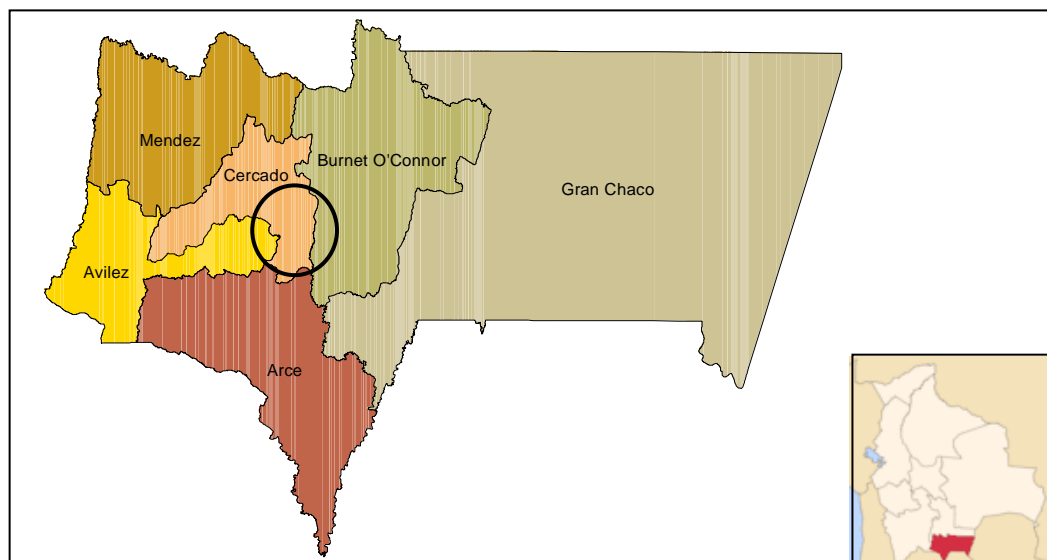 Mendez
Burnet O'Connor
Cercado
Gran Chaco
Avilez
Arce